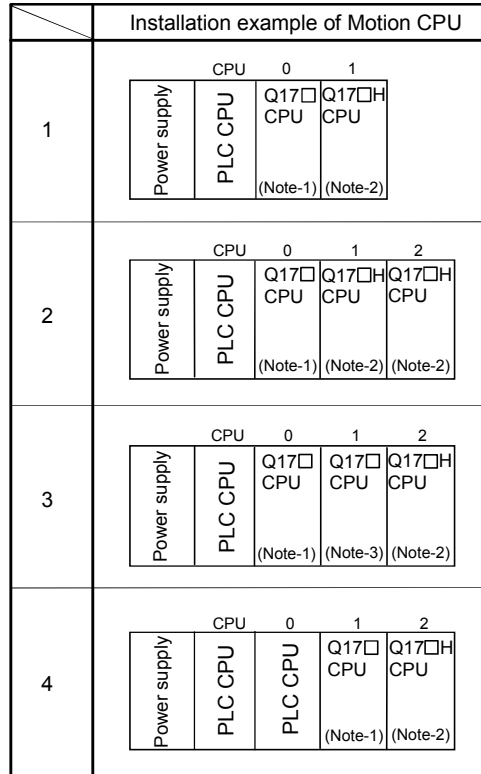 Installation example of Motion CPU
1
CPU 0 1
Power supply
PLC CPU
Q17□ CPU
(Note-1)
Q17□H CPU
(Note-2)
2
CPU 0 1 2
Power supply
PLC CPU
Q17□ CPU
(Note-1)
Q17□H CPU
(Note-2)
Q17□H CPU
(Note-2)
3
CPU 0 1 2
Power supply
PLC CPU
Q17□ CPU
(Note-1)
Q17□ CPU
(Note-3)
Q17□H CPU
(Note-2)
4
CPU 0 1 2
Power supply
PLC CPU
PLC CPU
Q17□ CPU
(Note-1)
Q17□H CPU
(Note-2)